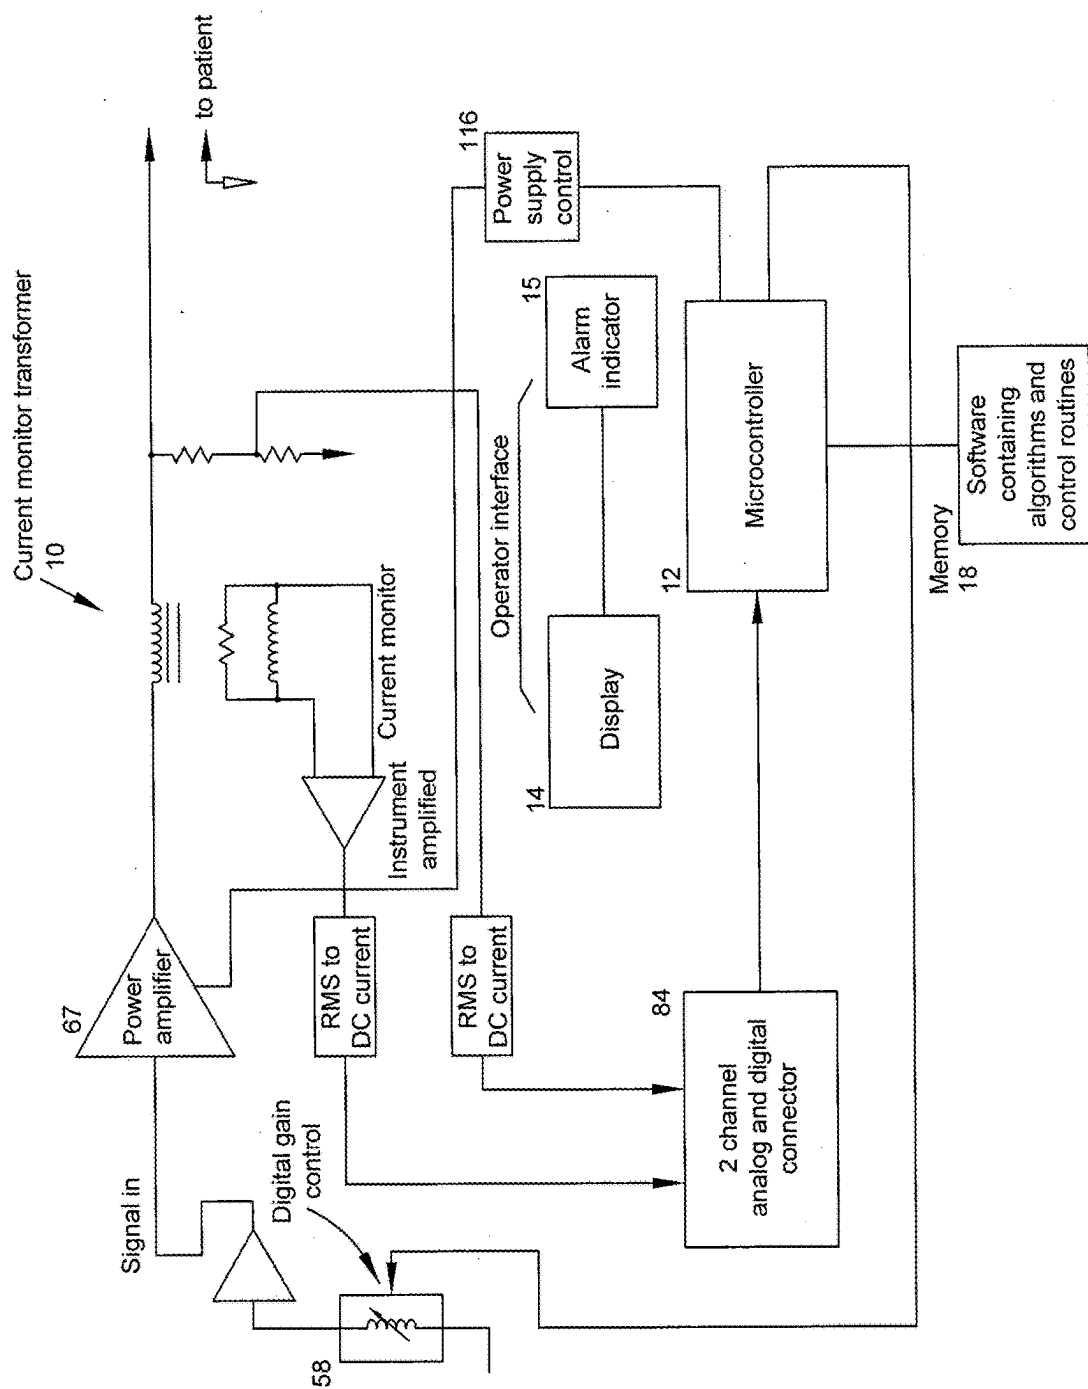 Current monitor transformer
10
to patient
67
Power
amplifier
Signal in
Digital gain
control
58
Current monitor
Instrument
amplified
RMS to
DC current
RMS to
DC current
116
Power
supply
control
Operator interface
14
Display
15
Alarm
indicator
84
2 channel
analog and digital
connector
12
Microcontroller
Memory
18
Software
containing
algorithms and
control routines